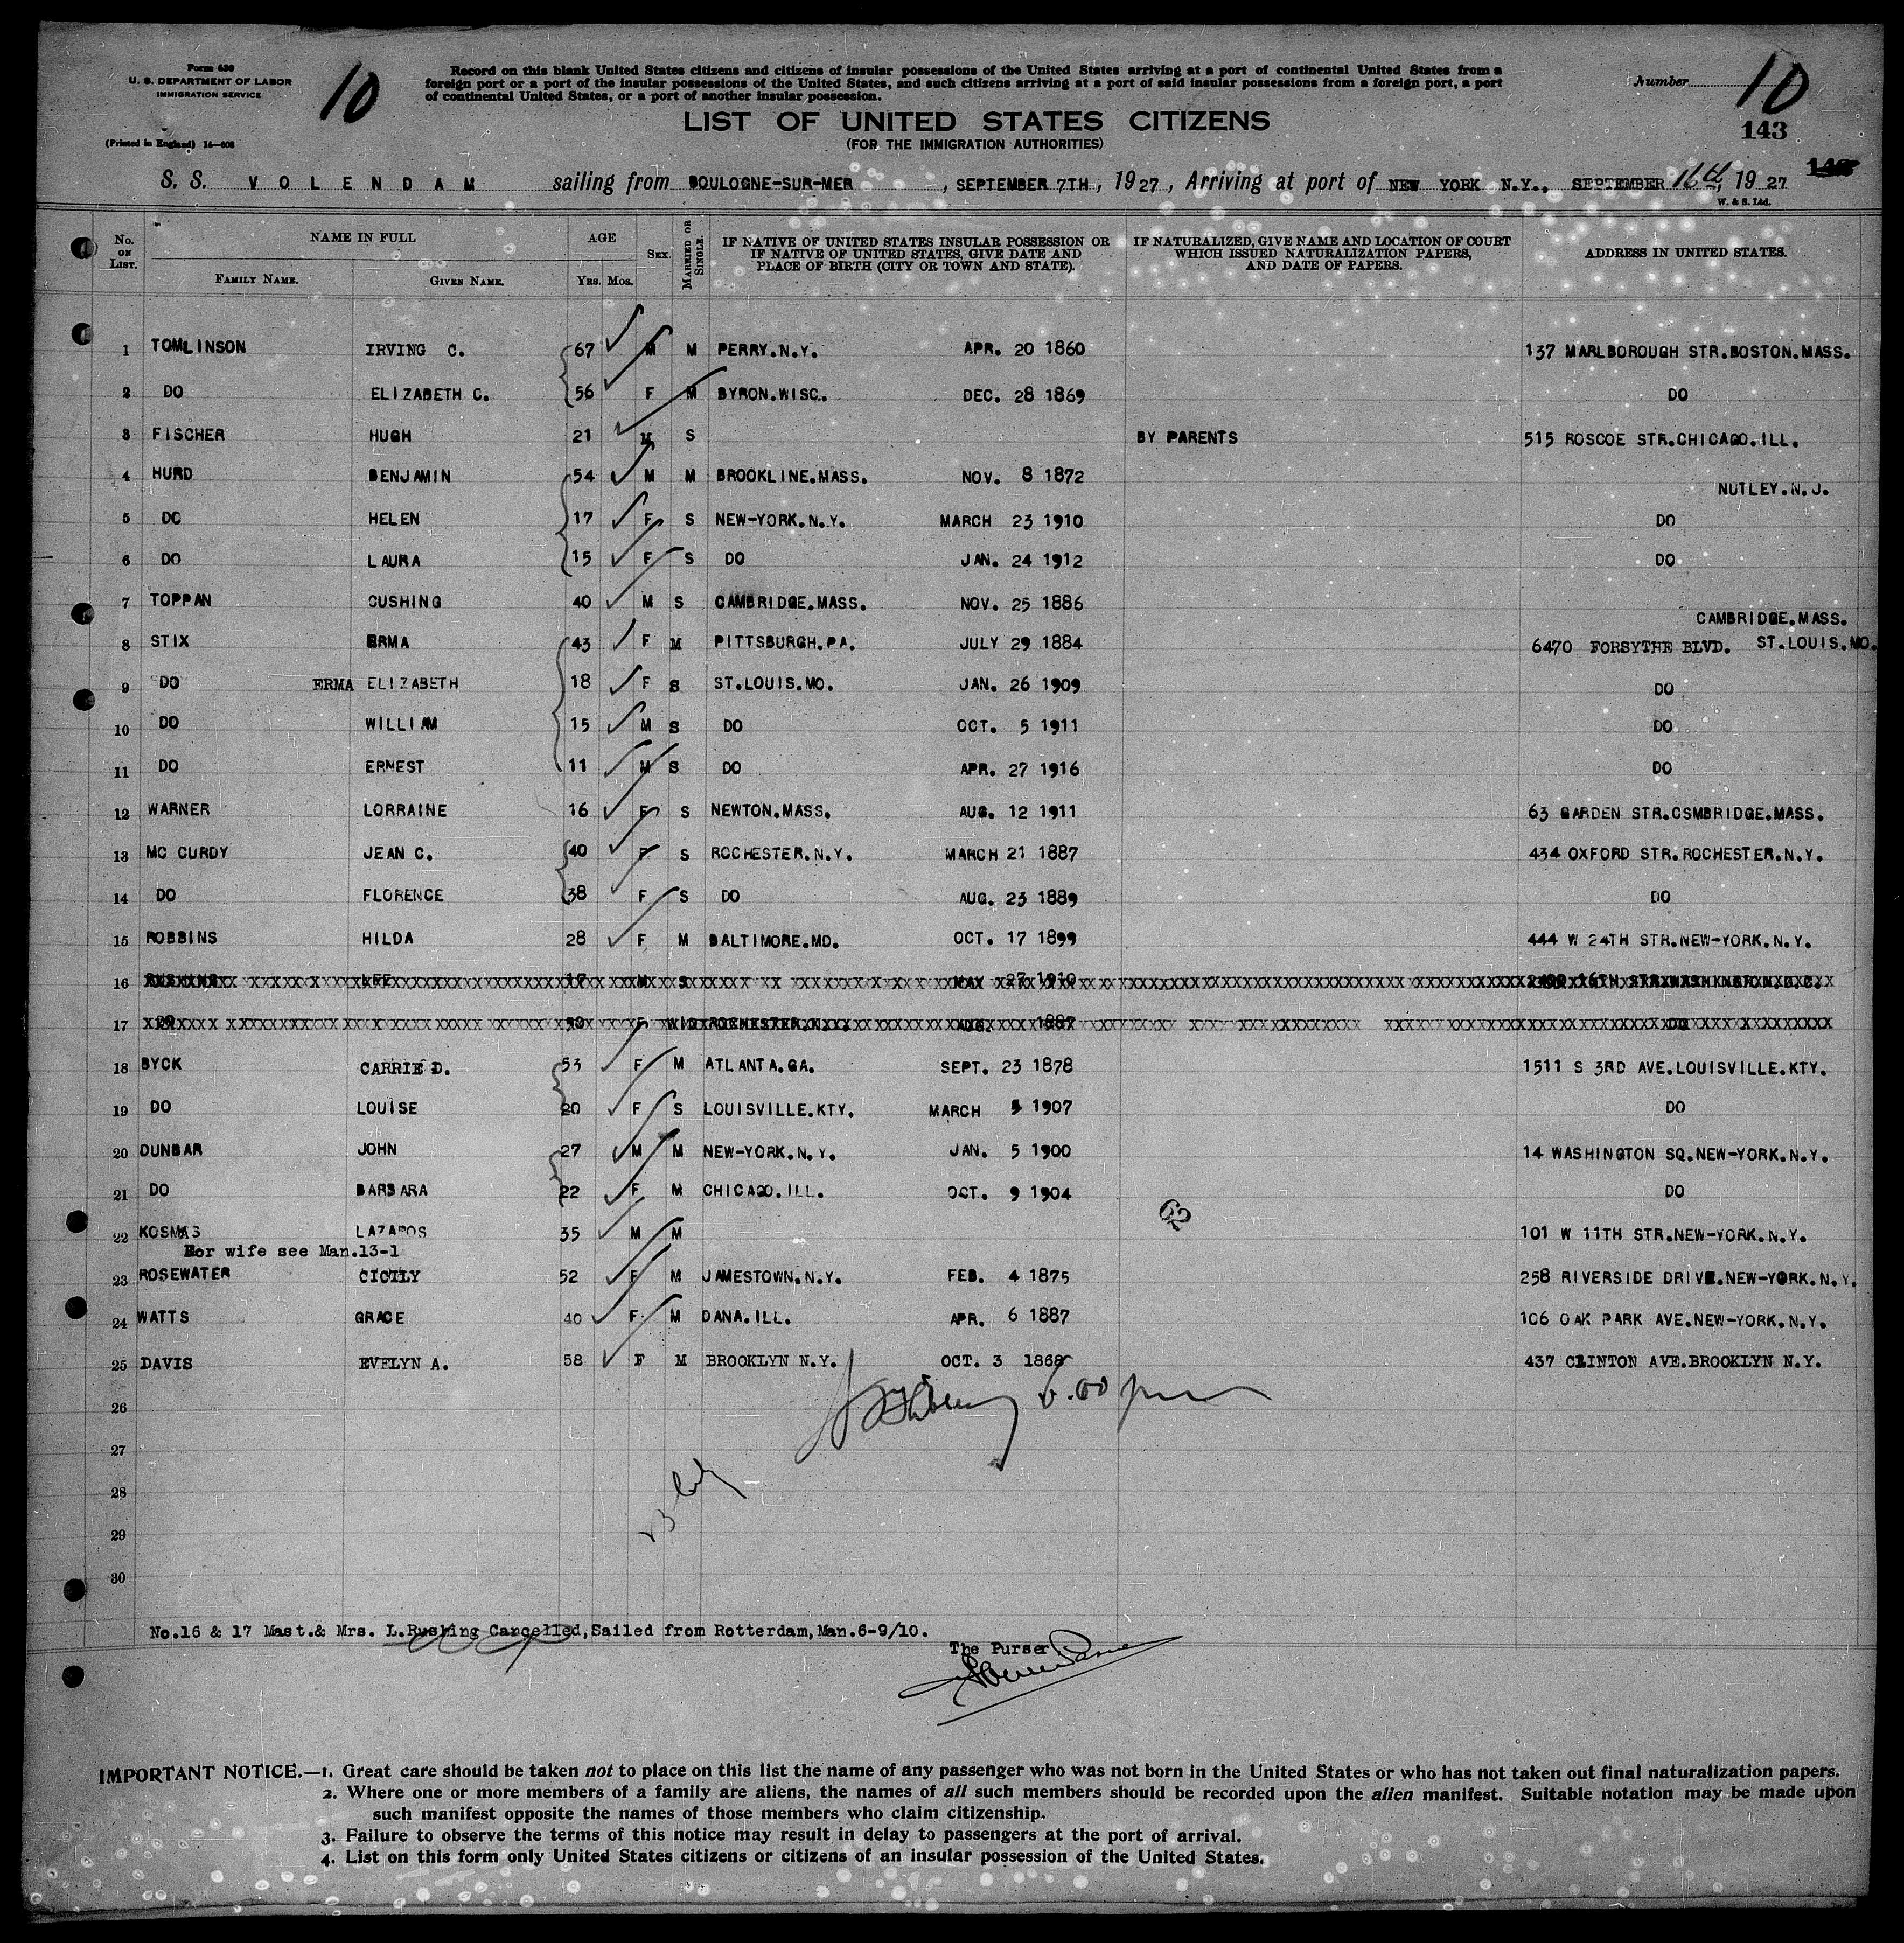 Form 630
U. S. DEPARTMENT OF LABOR
IMMIGRATION SERVICE
(Printed in England) 14—608
10
Record on this blank United States citizens and citizens of insular possessions of the United States arriving at a port of continental United States from a
foreign port or a port of the insular possessions of the United States, and such citizens arriving at a port of said insular possessions from a foreign port, a port
of continental United States, or a port of another insular possession.
Number 10
143
LIST OF UNITED STATES CITIZENS
(FOR THE IMMIGRATION AUTHORITIES)
S. S. VOLENDAM sailing from BOULOGNE-SUR-MER, SEPTEMBER 7TH, 1927, Arriving at port of NEW YORK N.Y., SEPTEMBER 16th, 1927
W. & S. Ltd.
No. ON LIST. NAME IN FULL FAMILY NAME. GIVEN NAME. AGE YRS. MOS. SEX. MARRIED OR SINGLE. IF NATIVE OF UNITED STATES INSULAR POSSESSION OR IF NATIVE OF UNITED STATES, GIVE DATE AND PLACE OF BIRTH (CITY OR TOWN AND STATE). IF NATURALIZED, GIVE NAME AND LOCATION OF COURT WHICH ISSUED NATURALIZATION PAPERS, AND DATE OF PAPERS. ADDRESS IN UNITED STATES.
1 TOMLINSON IRVING C. 67 M M PERRY.N.Y. APR. 20 1860 137 MARLBOROUGH STR.BOSTON.MASS.
2 DO ELIZABETH C. 56 F M BYRON.WISC. DEC. 28 1869 DO
3 FISCHER HUGH 21 M S BY PARENTS 515 ROSCOE STR.CHICAGO.ILL.
4 HURD BENJAMIN 54 M M BROOKLINE.MASS. NOV. 8 1872 NUTLEY.N.J.
5 DO HELEN 17 F S NEW-YORK.N.Y. MARCH 23 1910 DO
6 DO LAURA 15 F S DO JAN. 24 1912 DO
7 TOPPAN CUSHING 40 M S CAMBRIDGE.MASS. NOV. 25 1886 CAMBRIDGE.MASS.
8 STIX ERMA 43 F M PITTSBURGH.PA. JULY 29 1884 6470 FORSYTHE BLVD. ST.LOUIS.MO.
9 DO ERMA ELIZABETH 18 F S ST.LOUIS.MO. JAN. 26 1909 DO
10 DO WILLIAM 15 M S DO OCT. 5 1911 DO
11 DO ERNEST 11 M S DO APR. 27 1916 DO
12 WARNER LORRAINE 16 F S NEWTON.MASS. AUG. 12 1911 63 GARDEN STR.CSMBRIDGE.MASS.
13 MC CURDY JEAN C. 40 F S ROCHESTER.N.Y. MARCH 21 1887 434 OXFORD STR.ROCHESTER.N.Y.
14 DO FLORENCE 38 F S DO AUG. 23 1889 DO
15 ROBBINS HILDA 28 F M BALTIMORE.MD. OCT. 17 1899 444 W 24TH STR.NEW-YORK.N.Y.
16 RUSHING LEE 17 M S MAY 27 1910 2400 16TH STR.
17 DO 50 F WID ROCHESTER.N.Y. AUG. 1887 DO
18 BYCK CARRIE D. 53 F M ATLANTA.GA. SEPT. 23 1878 1511 S 3RD AVE.LOUISVILLE.KTY.
19 DO LOUISE 20 F S LOUISVILLE.KTY. MARCH 5 1907 DO
20 DUNBAR JOHN 27 M M NEW-YORK.N.Y. JAN. 5 1900 14 WASHINGTON SQ.NEW-YORK.N.Y.
21 DO BARBARA 22 F M CHICAGO.ILL. OCT. 9 1904 DO
22 KOSMAS LAZAROS 35 M M 62 101 W 11TH STR.NEW-YORK.N.Y.
For wife see Man.13-1
23 ROSEWATER CICILY 52 F M JAMESTOWN.N.Y. FEB. 4 1875 258 RIVERSIDE DRIVE.NEW-YORK.N.Y.
24 WATTS GRACE 40 F M DANA.ILL. APR. 6 1887 106 OAK PARK AVE.NEW-YORK.N.Y.
25 DAVIS EVELYN A. 58 F M BROOKLYN N.Y. OCT. 3 1868 437 CLINTON AVE.BROOKLYN N.Y.
26 6.00 pm
27
28
29
30
No.16 & 17 Mast.& Mrs. L.Rushing Cancelled,Sailed from Rotterdam,Man.6-9/10.
The Purser
IMPORTANT NOTICE.—1. Great care should be taken not to place on this list the name of any passenger who was not born in the United States or who has not taken out final naturalization papers.
2. Where one or more members of a family are aliens, the names of all such members should be recorded upon the alien manifest. Suitable notation may be made upon
such manifest opposite the names of those members who claim citizenship.
3. Failure to observe the terms of this notice may result in delay to passengers at the port of arrival.
4. List on this form only United States citizens or citizens of an insular possession of the United States.